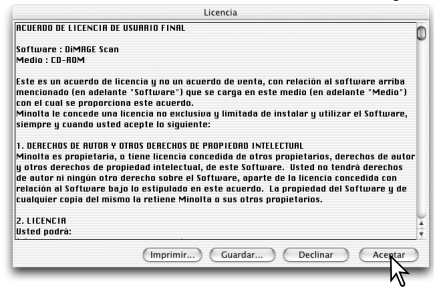 Licencia
ACUERDO DE LICENCIA DE USUARIO FINAL
Software : DiMAGE Scan
Medio : CD-ROM
Este es un acuerdo de licencia y no un acuerdo de venta, con relación al software arriba
mencionado (en adelante "Software") que se carga en este medio (en adelante "Medio")
con el cual se proporciona este acuerdo.
Minolta le concede una licencia no exclusiva y limitada de instalar y utilizar el Software,
siempre y cuando usted acepte lo siguiente:
1. DERECHOS DE AUTOR Y OTROS DERECHOS DE PROPIEDAD INTELECTUAL
Minolta es propietaria, o tiene licencia concedida de otros propietarios, derechos de autor
y otros derechos de propiedad intelectual, de este Software. Usted no tendrá derechos
de autor ni ningún otro derecho sobre el Software, aparte de la licencia concedida con
relación al Software bajo lo estipulado en este acuerdo. La propiedad del Software y de
cualquier copia del mismo la retiene Minolta o sus otros propietarios.
2. LICENCIA
Usted podrá:
Imprimir... Guardar... Declinar Aceptar